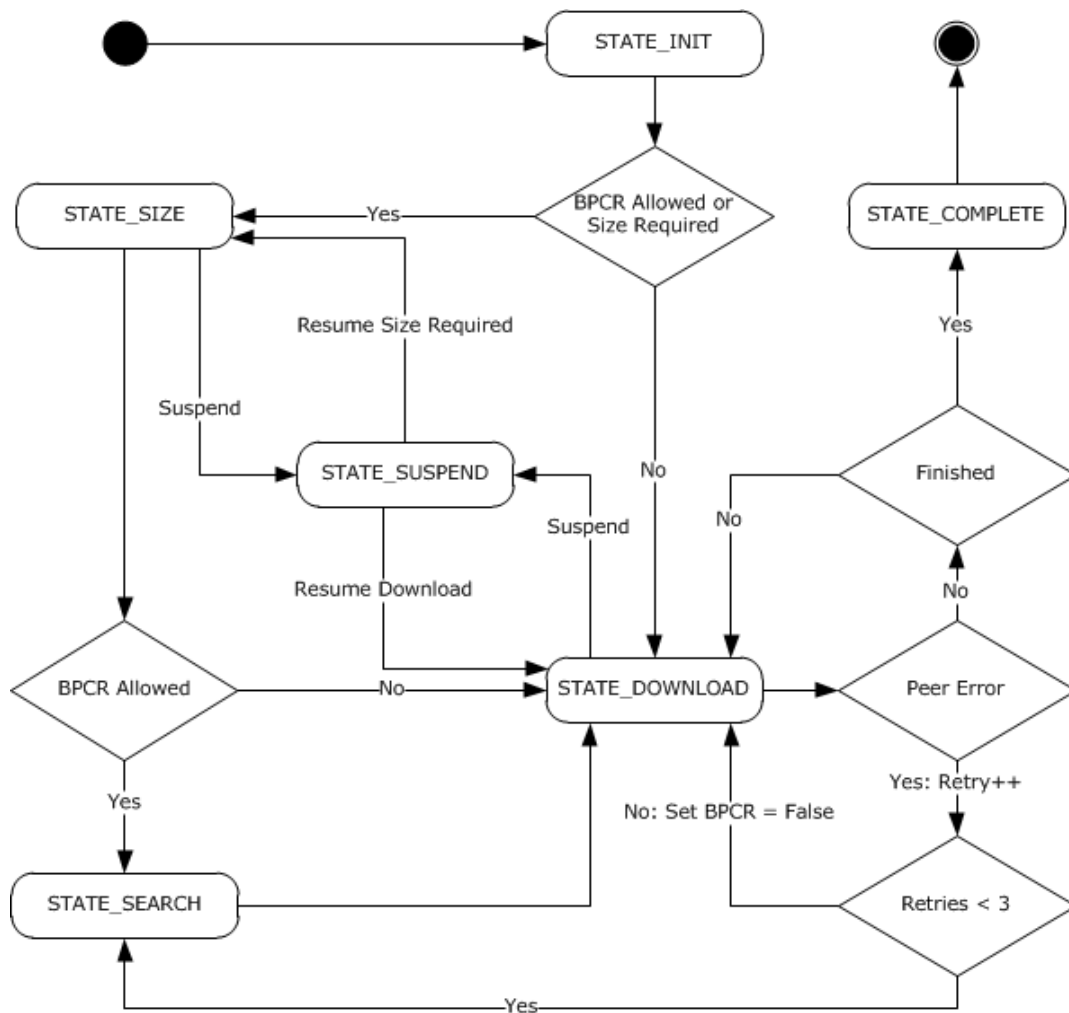 STATE_INIT
BPCR Allowed or
Size Required
STATE_SIZE
Yes
STATE_COMPLETE
Resume Size Required
Yes
Suspend
STATE_SUSPEND
No
Finished
No
Suspend
Resume Download
No
BPCR Allowed
No
STATE_DOWNLOAD
Peer Error
Yes
Yes: Retry++
No: Set BPCR = False
STATE_SEARCH
Retries < 3
Yes